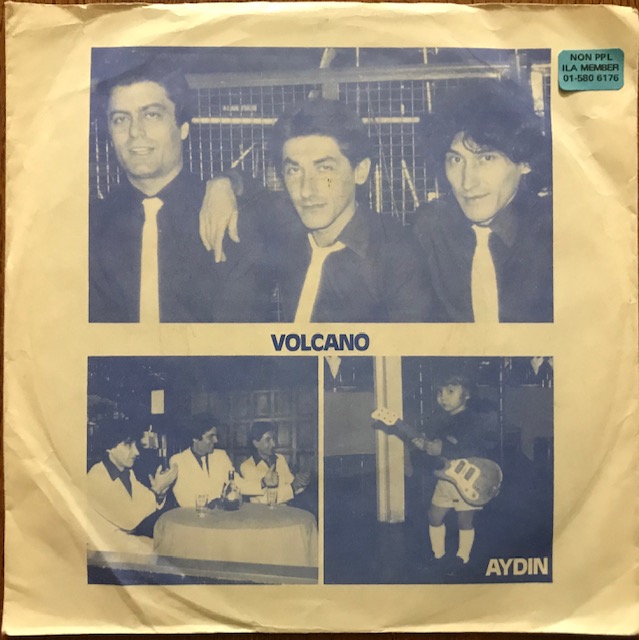 NON PPL
ILA MEMBER
01-580 6176
VOLCANO
AYDIN